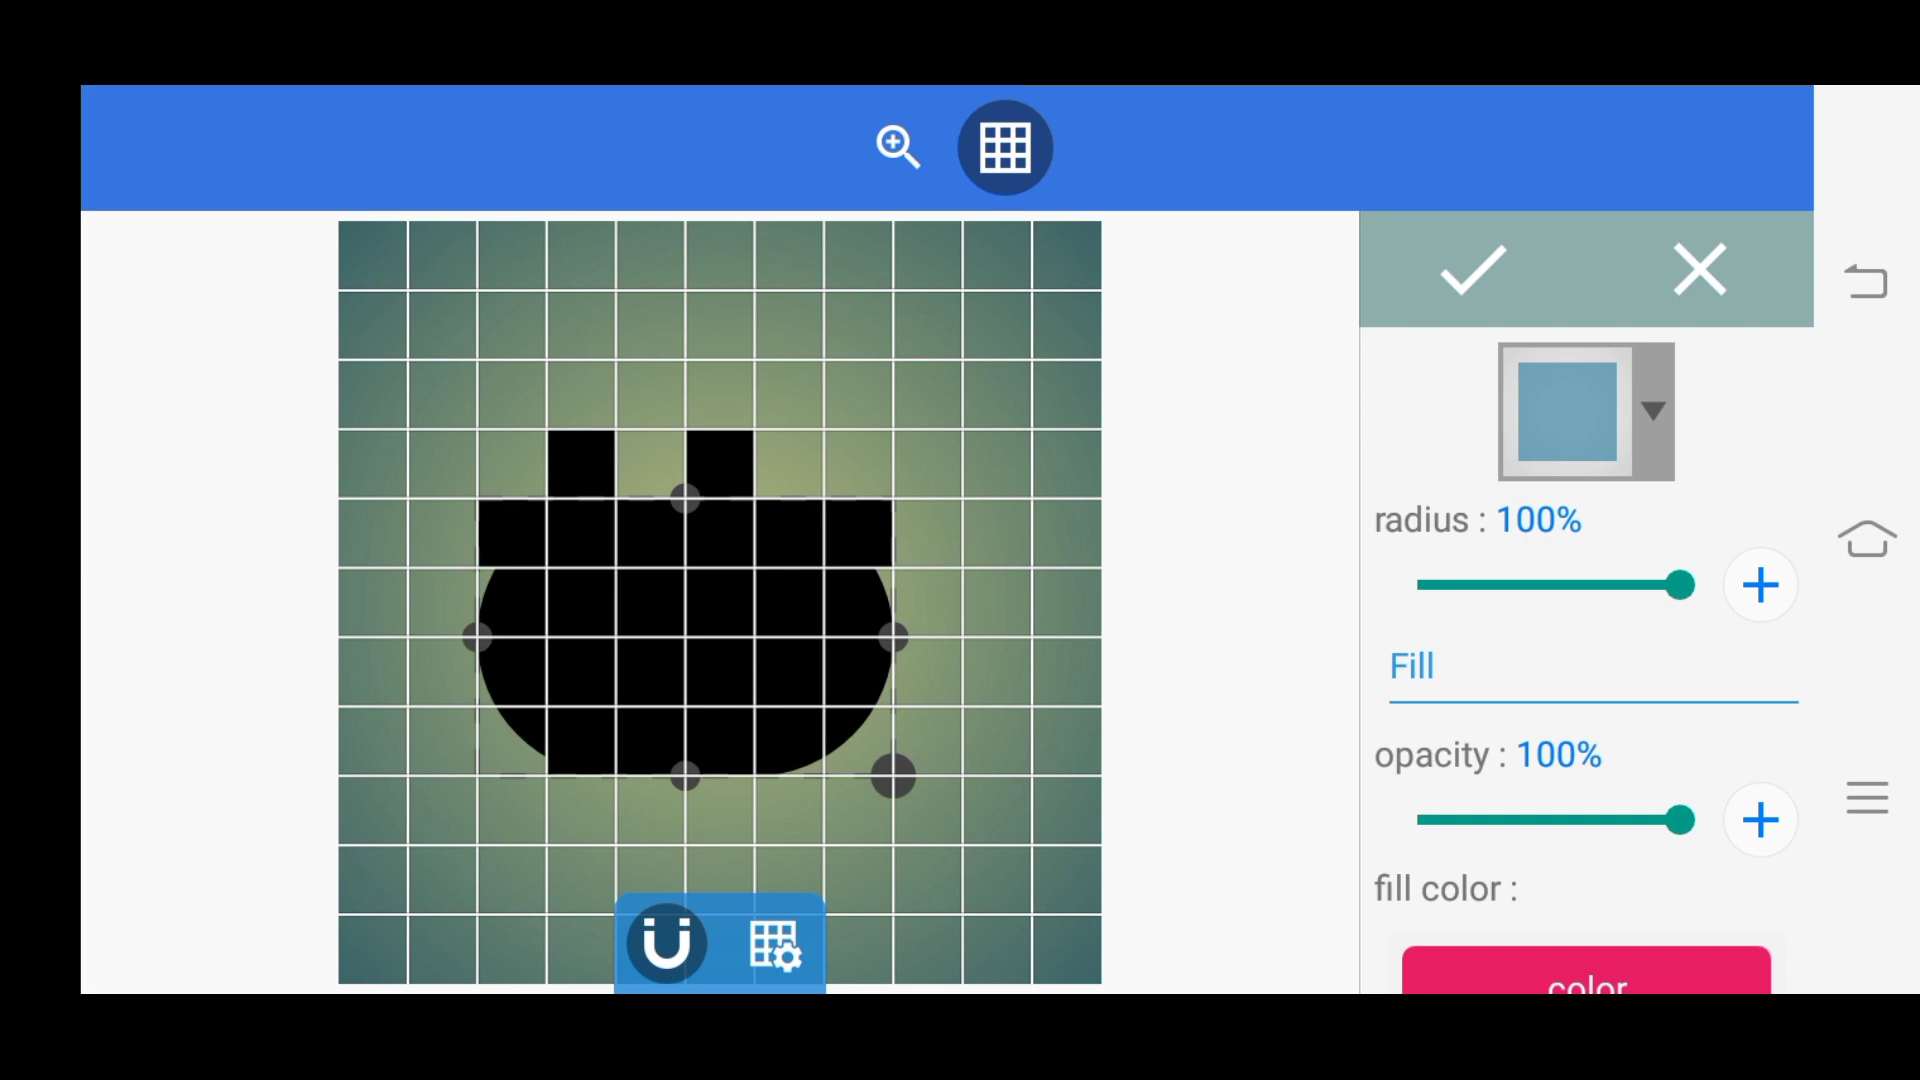 radius : 100%
Fill
opacity : 100%
fill color :
color